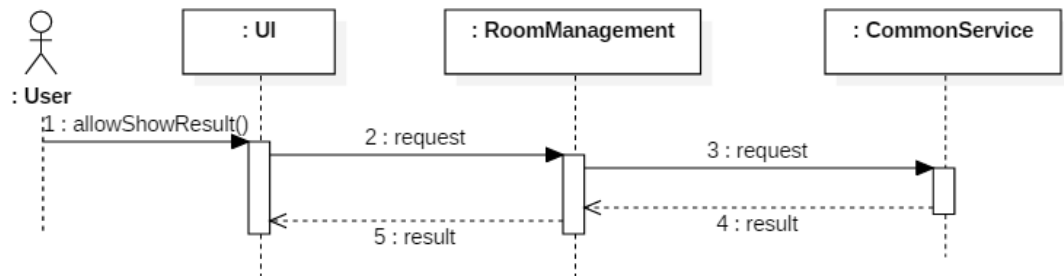 : UI
: RoomManagement
: CommonService
: User
1 : allowShowResult()
2 : request
3 : request
4 : result
5 : result